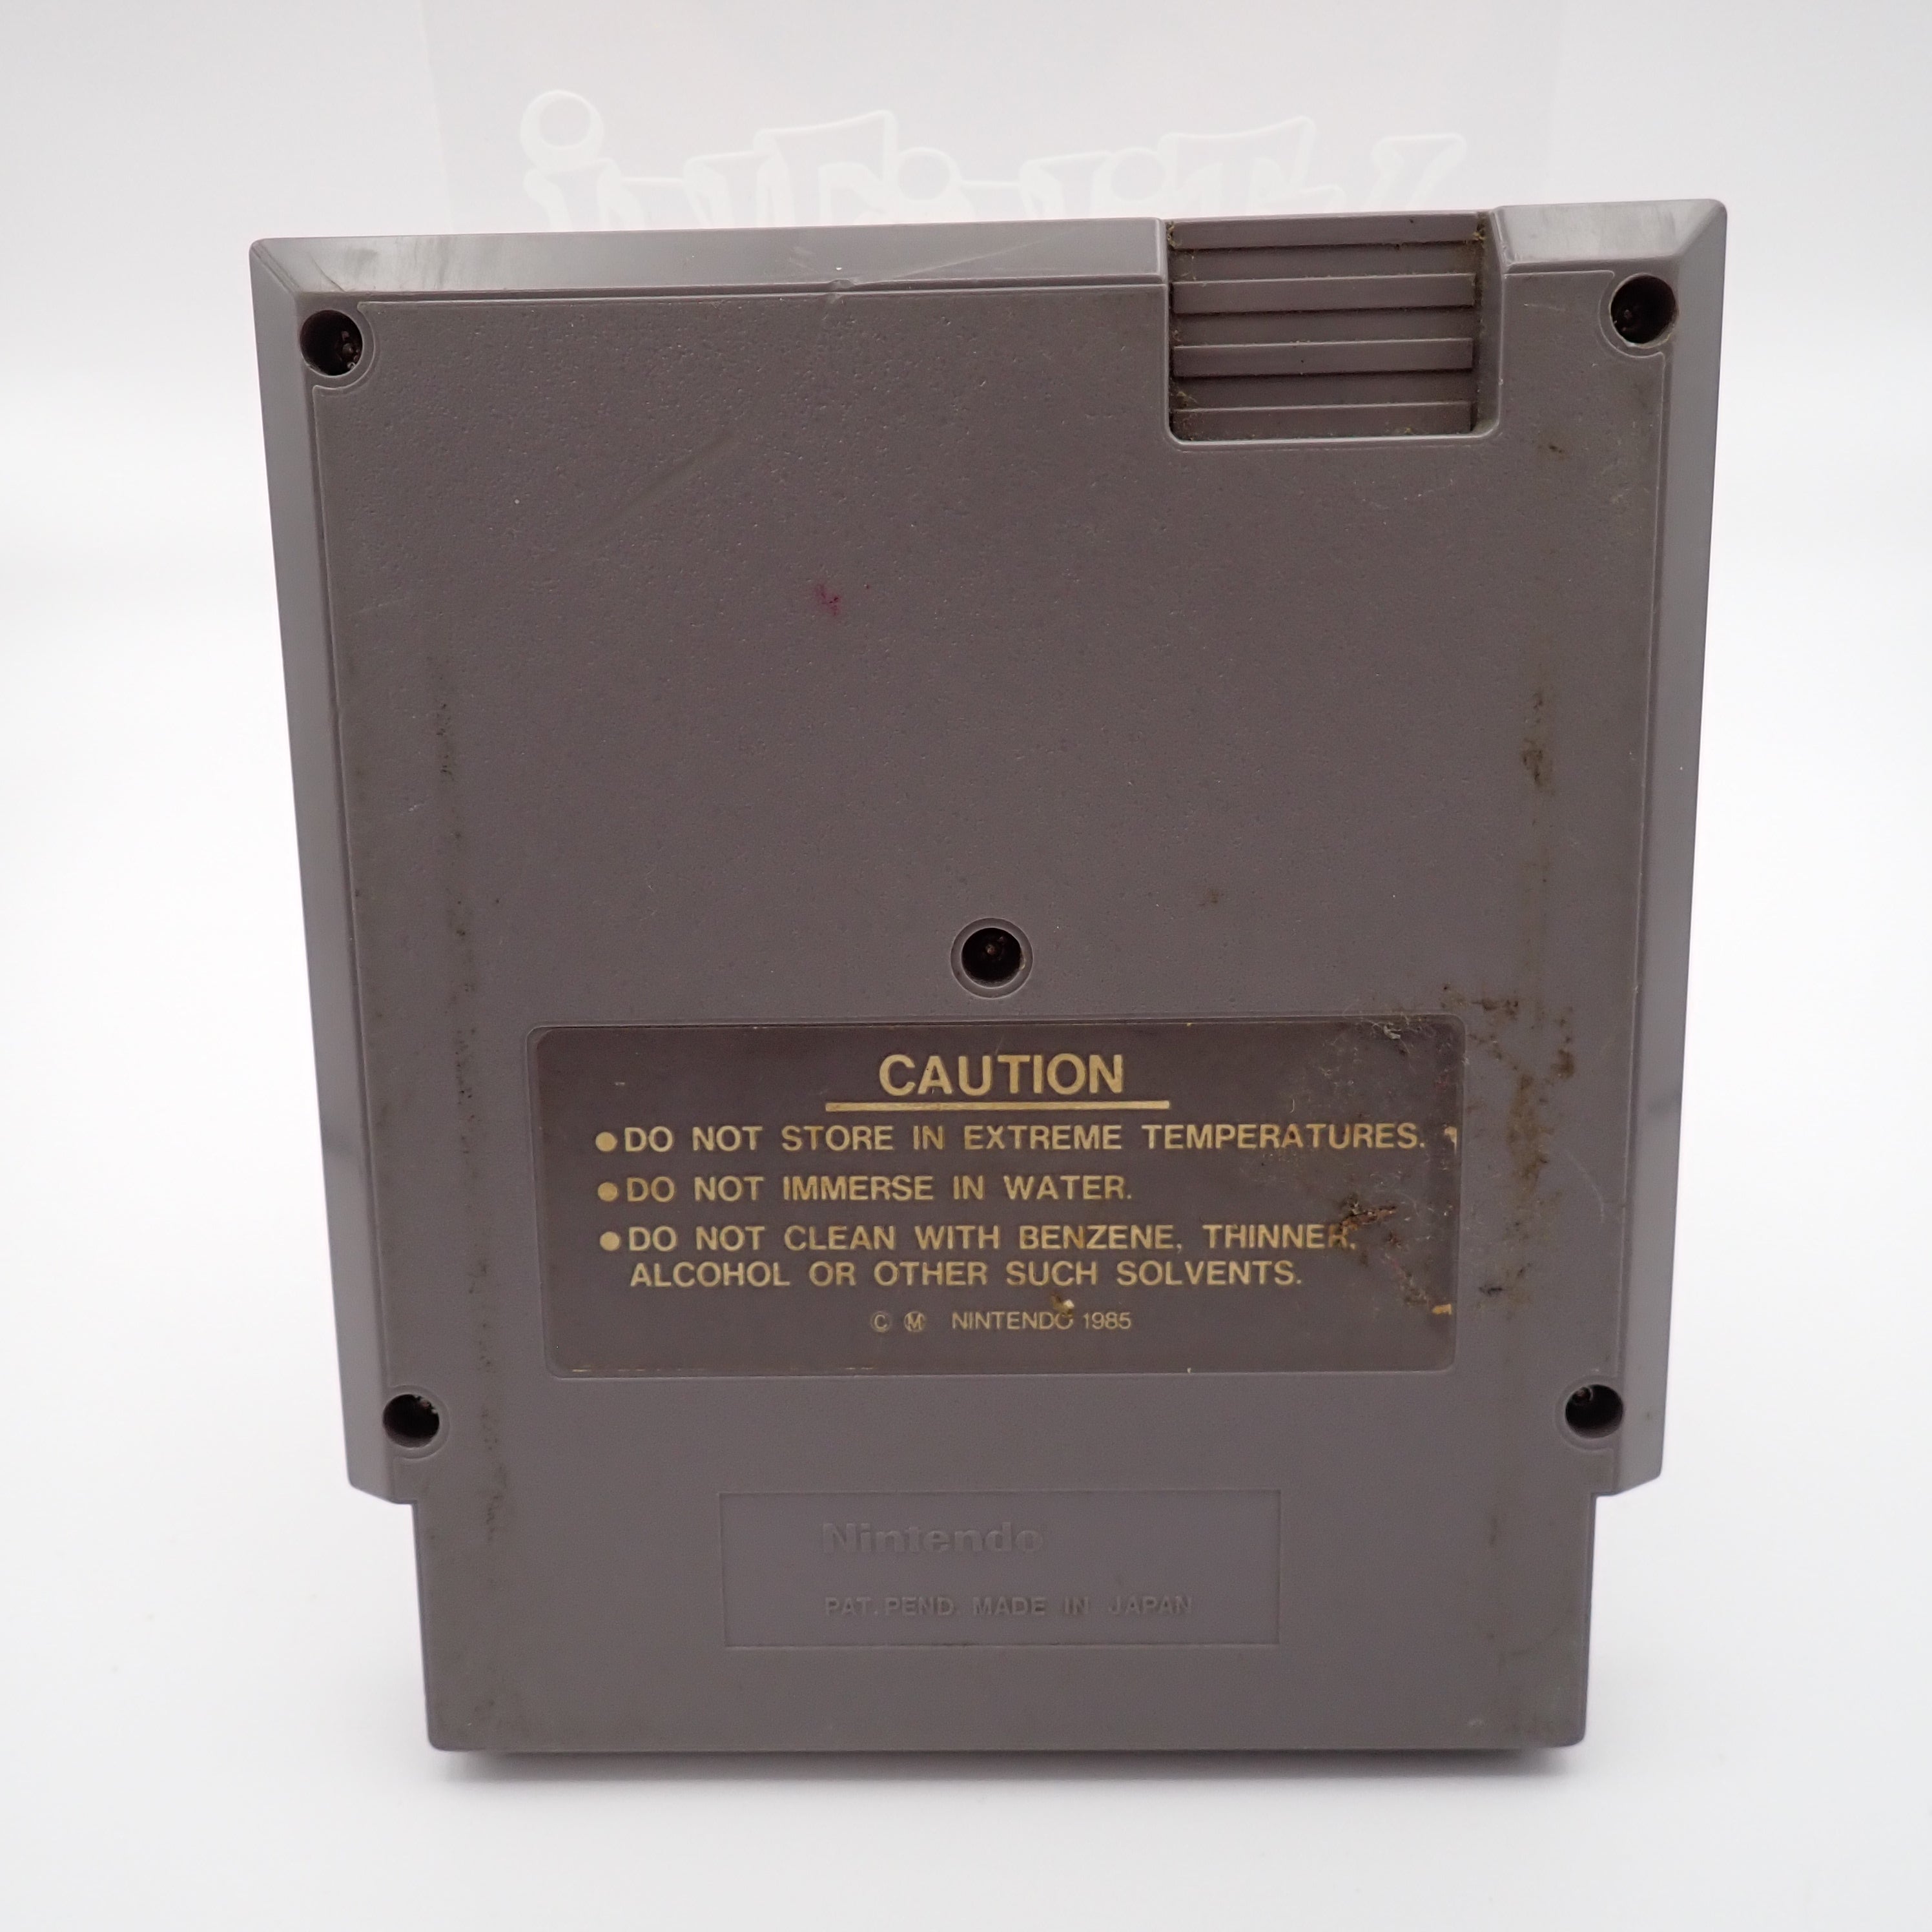 CAUTION
●DO NOT STORE IN EXTREME TEMPERATURES.
●DO NOT IMMERSE IN WATER.
●DO NOT CLEAN WITH BENZENE, THINNER,
ALCOHOL OR OTHER SUCH SOLVENTS.
© Ⓜ NINTENDO 1985
Nintendo
PAT. PEND. MADE IN JAPAN